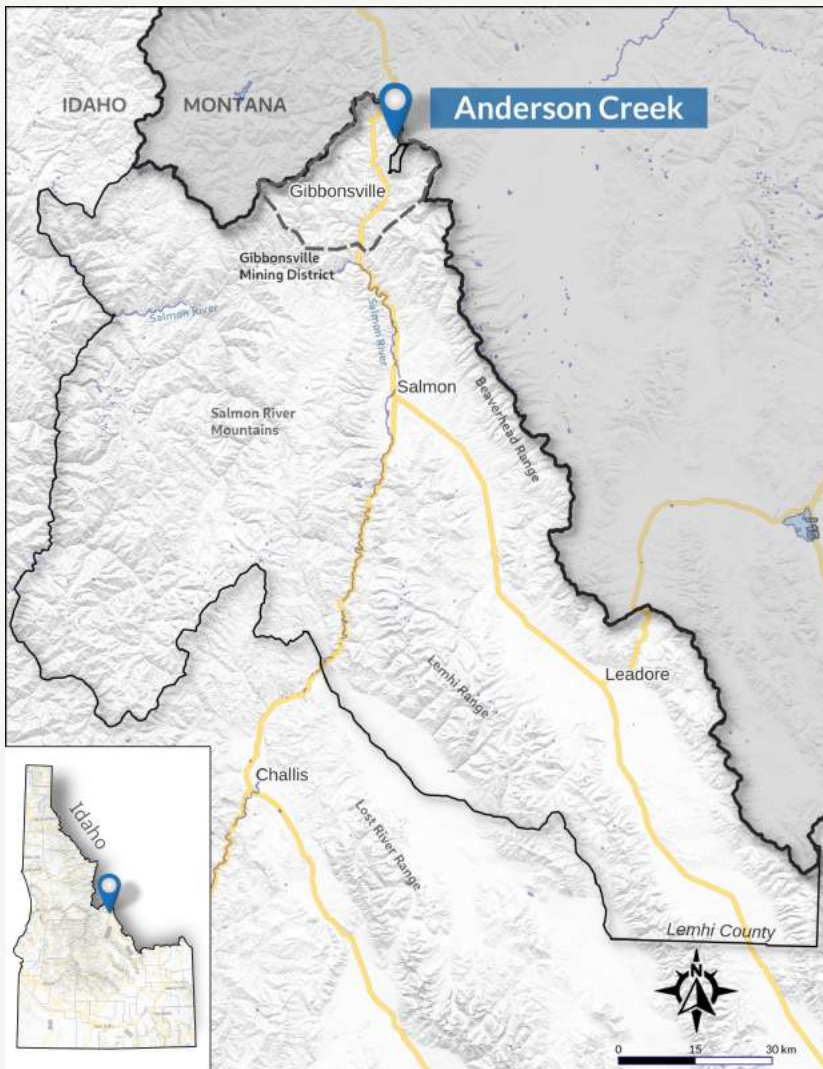 IDAHO
MONTANA
Anderson Creek
Gibbonsville
Gibbonsville
Mining District
Salmon River
Salmon River
Salmon
Beaverhead Range
Salmon River
Mountains
Leadore
Lemhi Range
Challis
Lost River Range
Lemhi County
Idaho
N
0
15
30 km